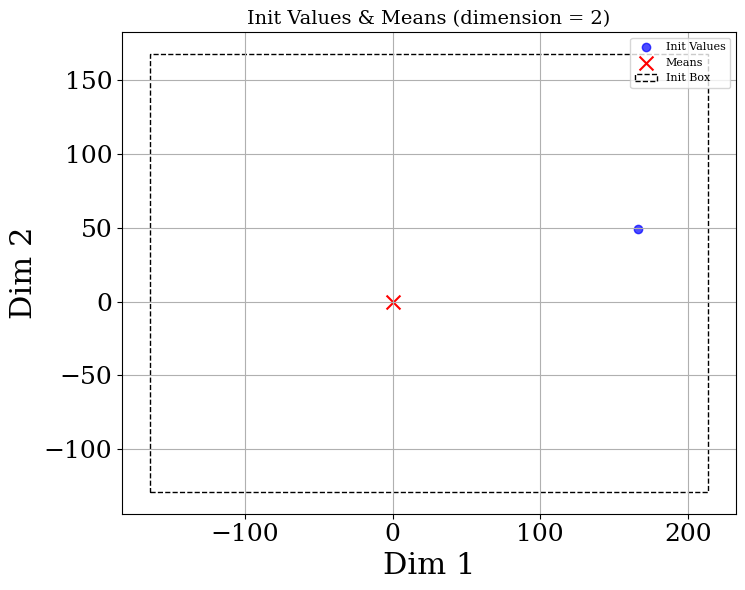 Init Values & Means (dimension = 2)
Init Values
Means
Init Box
Dim 2
150
100
50
0
−50
−100
−100 0 100 200
Dim 1